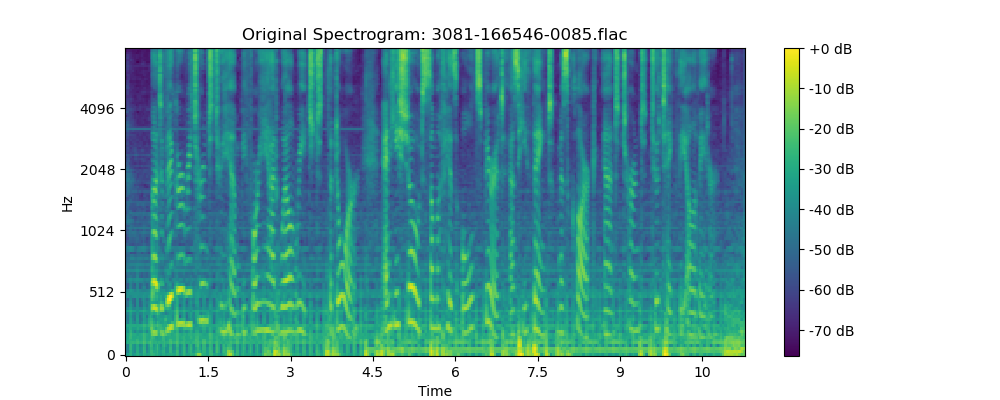 Original Spectrogram: 3081-166546-0085.flac
+0 dB
-10 dB
-20 dB
-30 dB
-40 dB
-50 dB
-60 dB
-70 dB
Hz
4096
2048
1024
512
0
0 1.5 3 4.5 6 7.5 9 10
Time